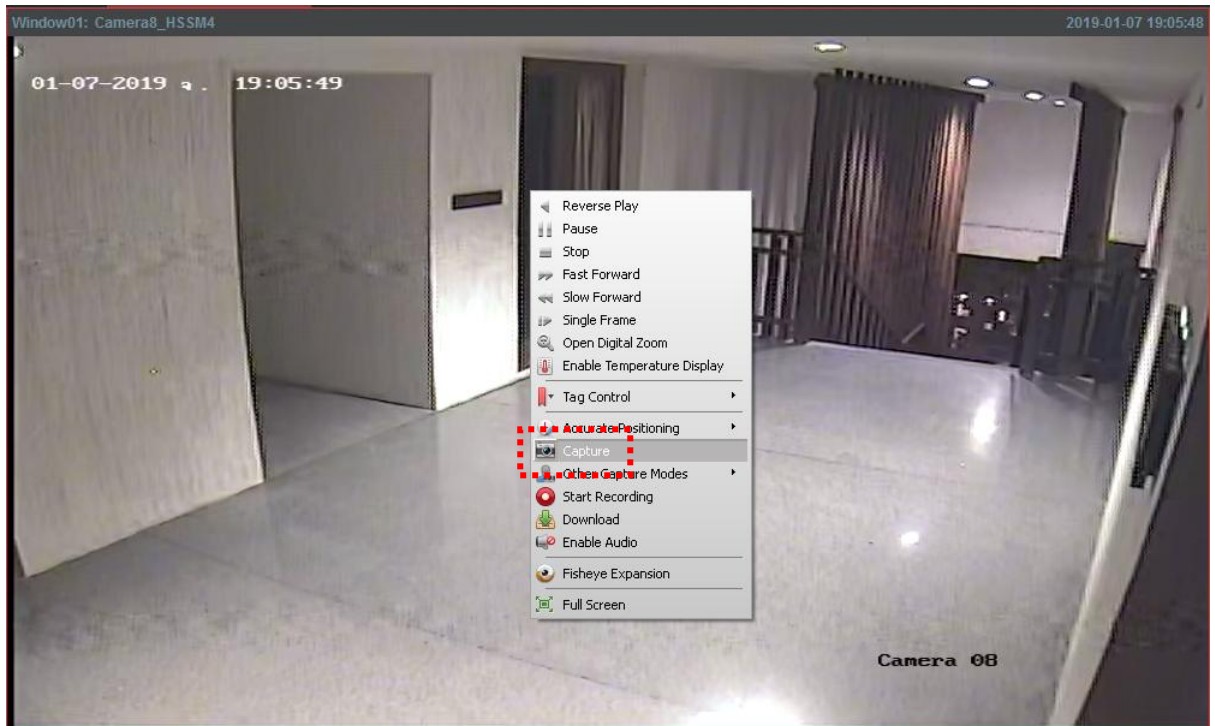 Window01: Camera8_HSSM4 2019-01-07 19:05:48
01-07-2019 จ. 19:05:49
Reverse Play
Pause
Stop
Fast Forward
Slow Forward
Single Frame
Open Digital Zoom
Enable Temperature Display
Tag Control
Accurate Positioning
Capture
Other Capture Modes
Start Recording
Download
Enable Audio
Fisheye Expansion
Full Screen
Camera 08